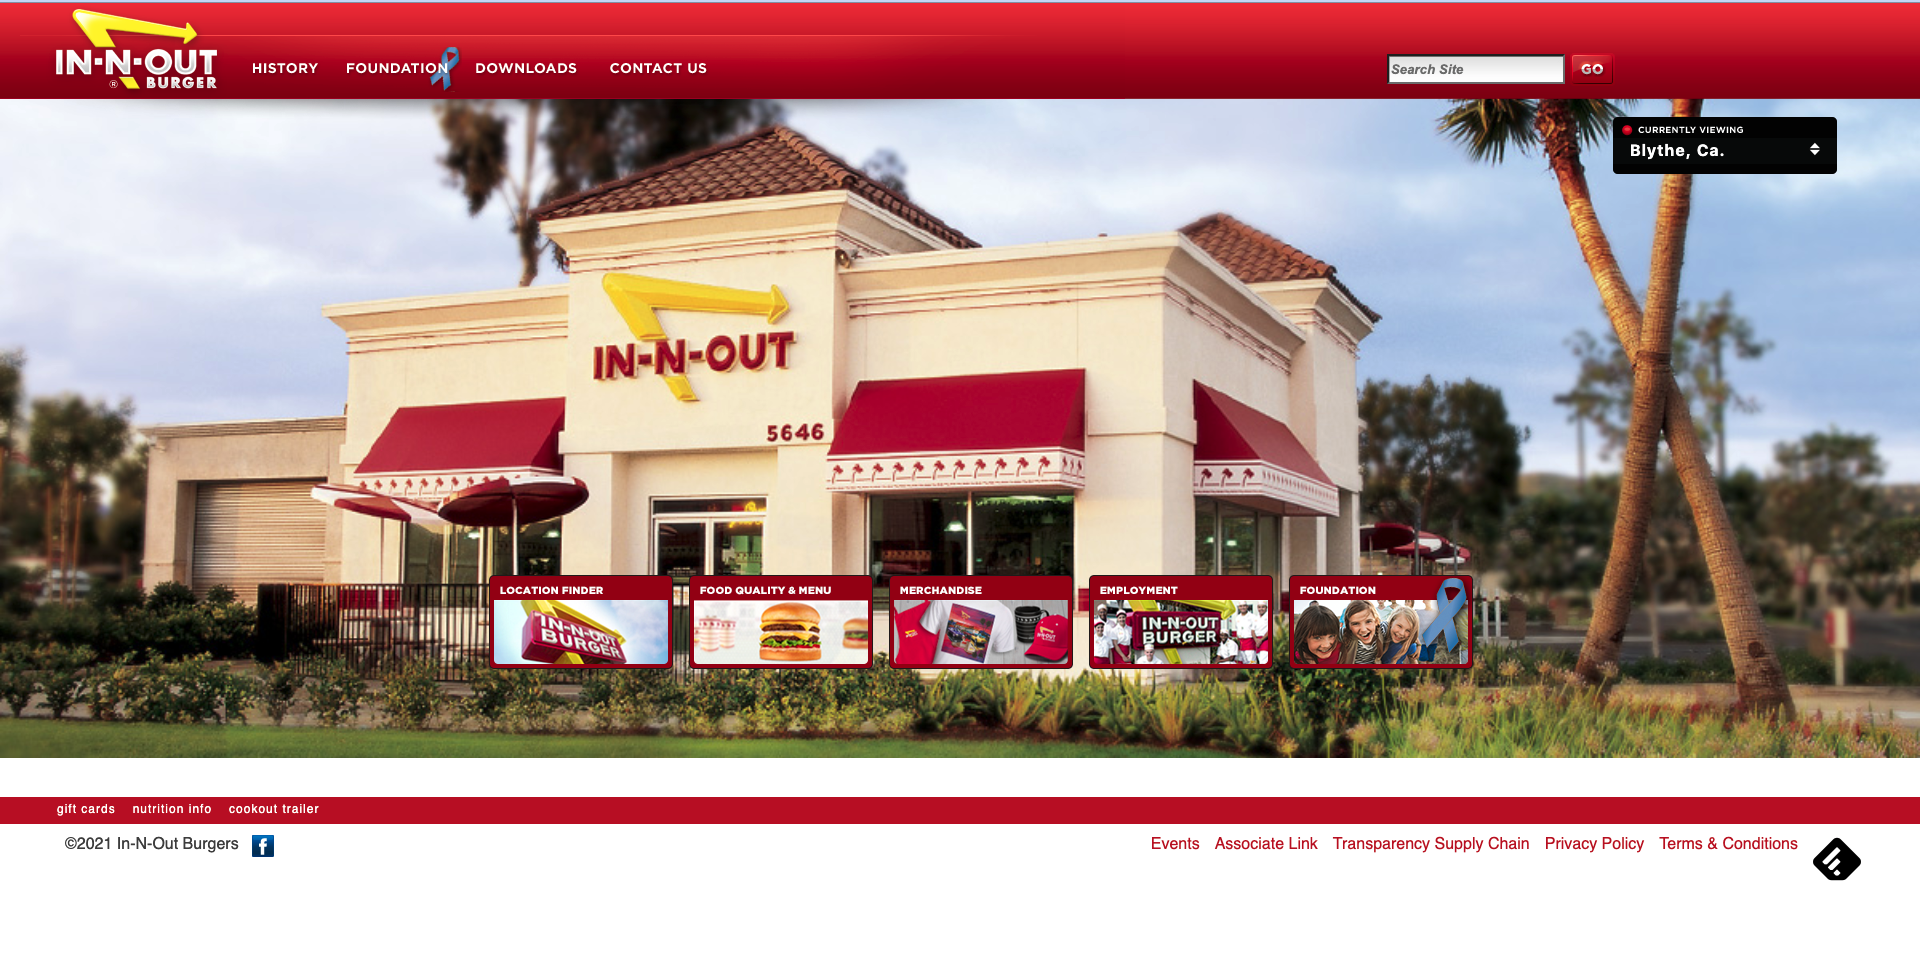 IN-N-OUT
® BURGER
HISTORY
FOUNDATION
DOWNLOADS
CONTACT US
Search Site
GO
CURRENTLY VIEWING
Blythe, Ca.
IN-N-OUT
5646
LOCATION FINDER
IN-N-OUT
BURGER
FOOD QUALITY & MENU
MERCHANDISE
IN-N-OUT
EMPLOYMENT
IN-N-OUT
BURGER
FOUNDATION
gift cards
nutrition info
cookout trailer
©2021 In-N-Out Burgers
f
Events
Associate Link
Transparency Supply Chain
Privacy Policy
Terms & Conditions